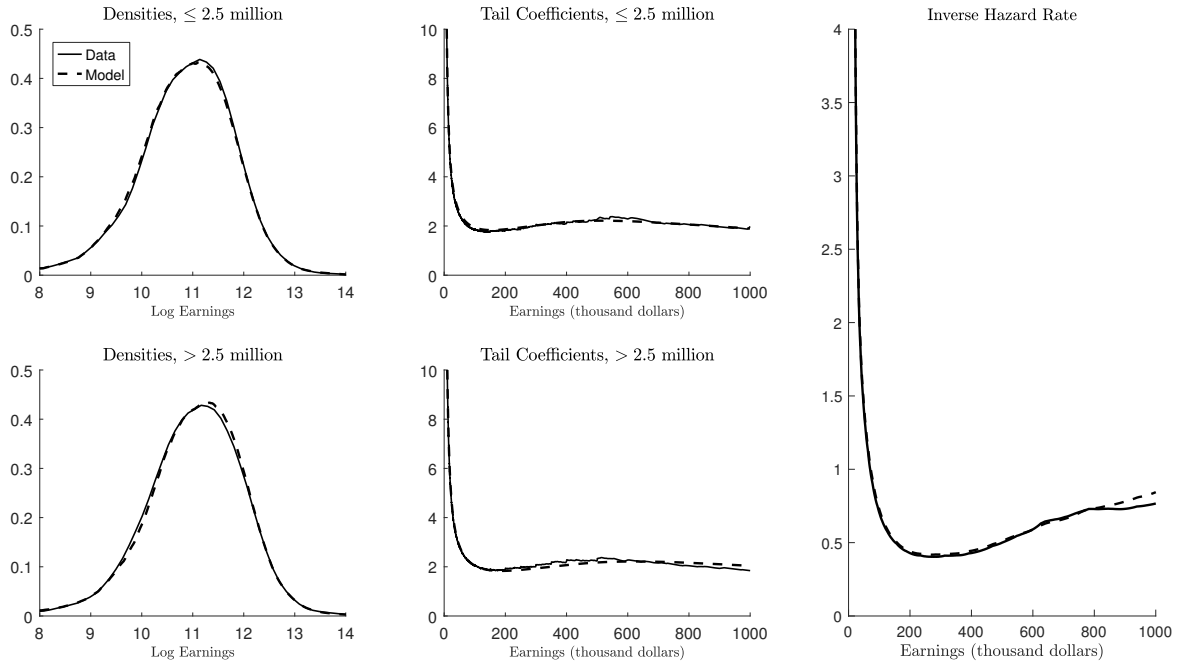 Densities, ≤ 2.5 million
0.5
0.4
0.3
0.2
0.1
0
Data
Model
8 9 10 11 12 13 14
Log Earnings
Tail Coefficients, ≤ 2.5 million
10
8
6
4
2
0
0 200 400 600 800 1000
Earnings (thousand dollars)
Inverse Hazard Rate
4
3.5
3
2.5
2
1.5
1
0.5
0
0 200 400 600 800 1000
Earnings (thousand dollars)
Densities, > 2.5 million
0.5
0.4
0.3
0.2
0.1
0
8 9 10 11 12 13 14
Log Earnings
Tail Coefficients, > 2.5 million
10
8
6
4
2
0
0 200 400 600 800 1000
Earnings (thousand dollars)